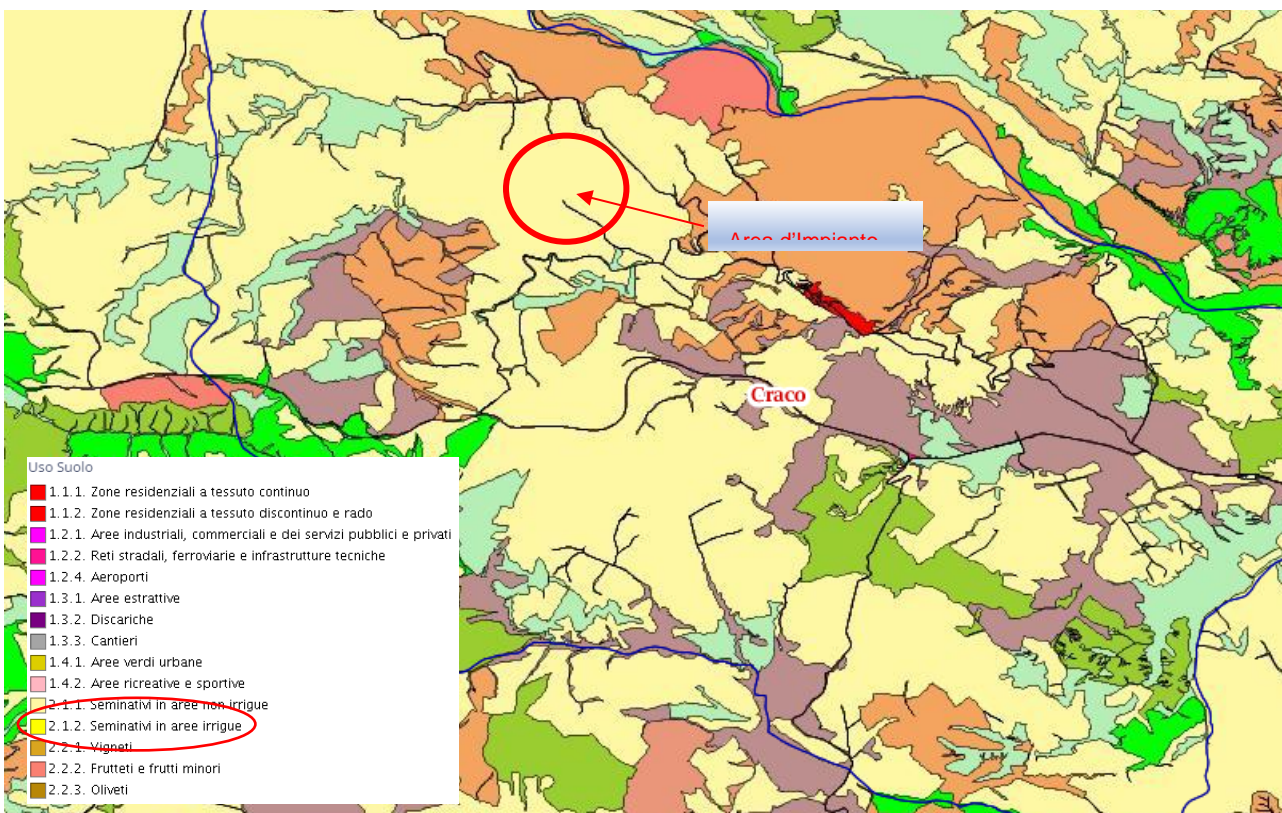 Area d'Impianto
Craco
Uso Suolo
1.1.1. Zone residenziali a tessuto continuo
1.1.2. Zone residenziali a tessuto discontinuo e rado
1.2.1. Aree industriali, commerciali e dei servizi pubblici e privati
1.2.2. Reti stradali, ferroviarie e infrastrutture tecniche
1.2.4. Aeroporti
1.3.1. Aree estrattive
1.3.2. Discariche
1.3.3. Cantieri
1.4.1. Aree verdi urbane
1.4.2. Aree ricreative e sportive
2.1.1. Seminativi in aree non irrigue
2.1.2. Seminativi in aree irrigue
2.2.1. Vigneti
2.2.2. Frutteti e frutti minori
2.2.3. Oliveti